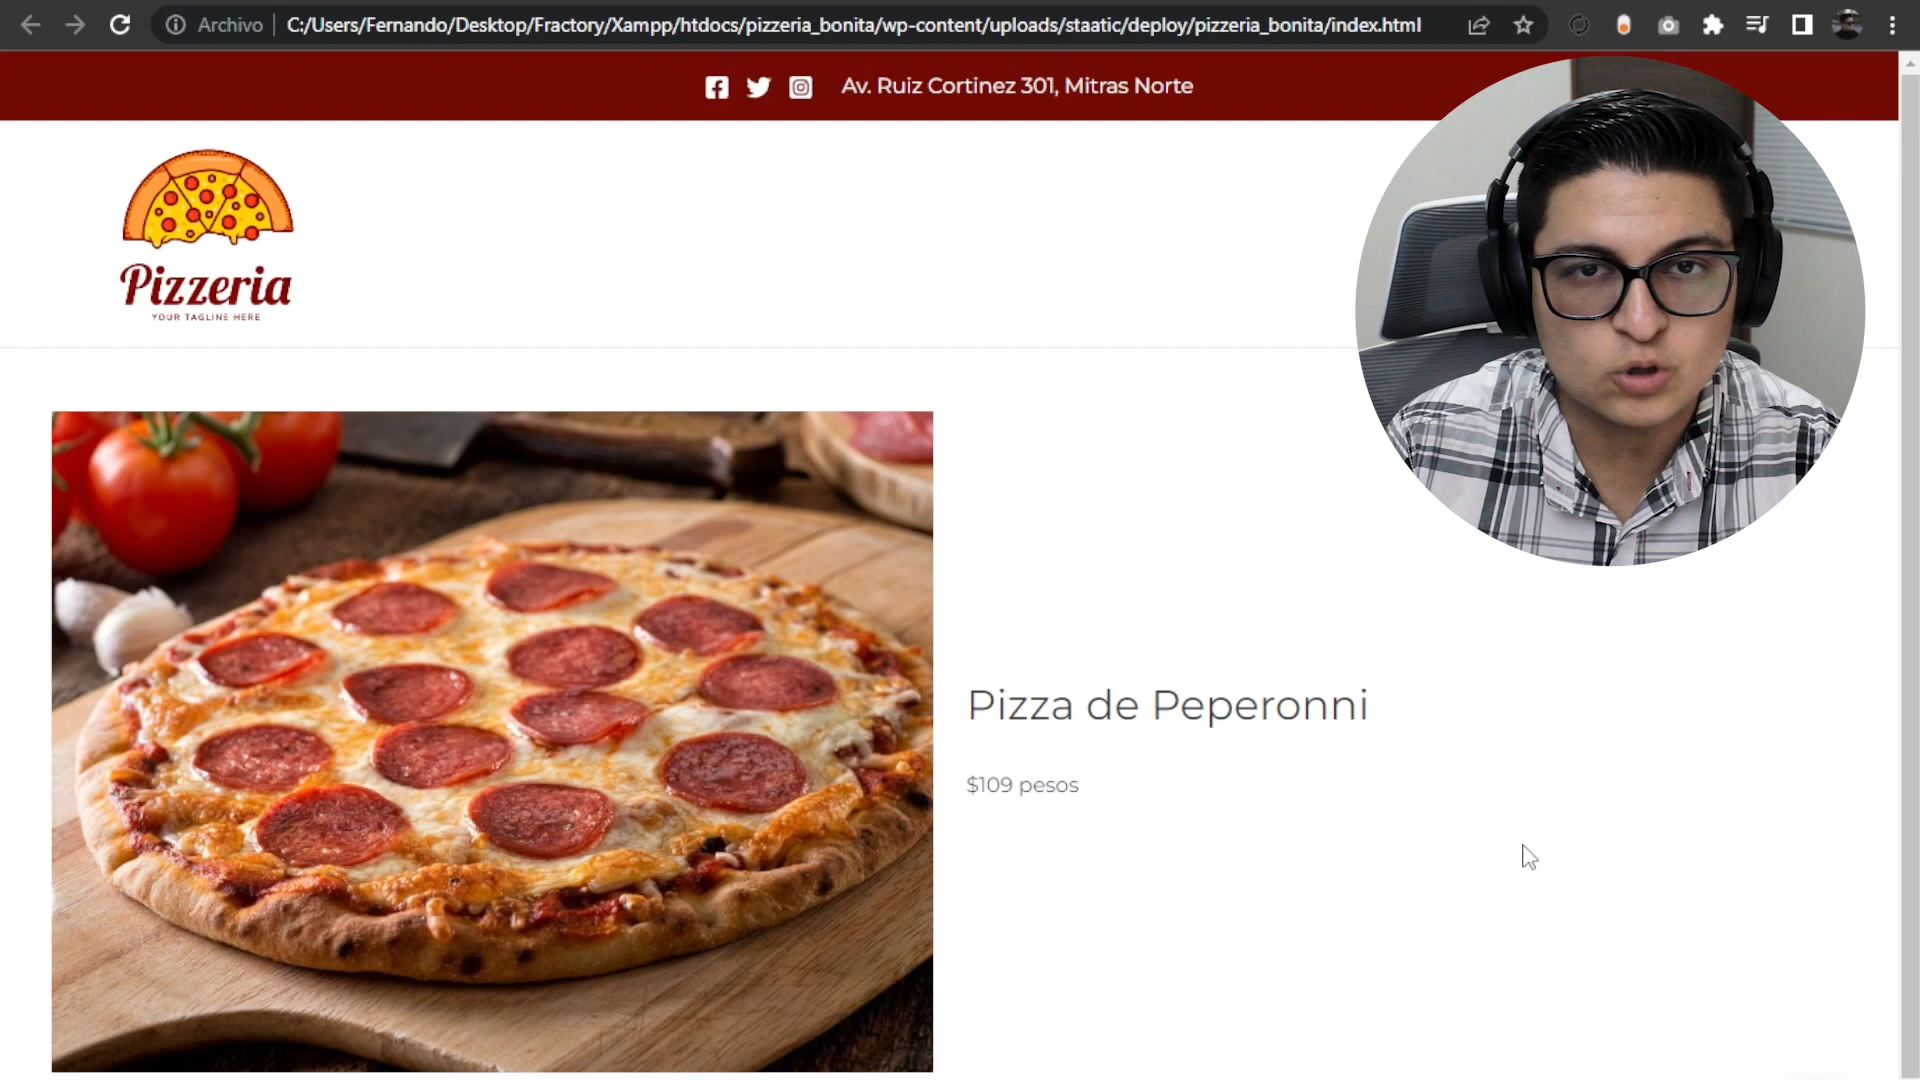 Archivo
C:/Users/Fernando/Desktop/Fractory/Xampp/htdocs/pizzeria_bonita/wp-content/uploads/staatic/deploy/pizzeria_bonita/index.html
Av. Ruiz Cortinez 301, Mitras Norte
Pizzeria
YOUR TAGLINE HERE
Pizza de Peperonni
$109 pesos